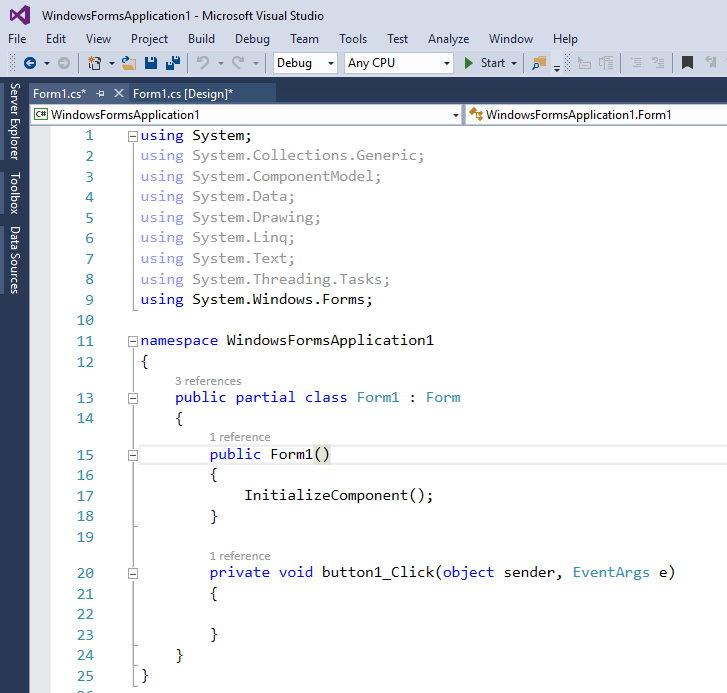 WindowsFormsApplication1 - Microsoft Visual Studio
File Edit View Project Build Debug Team Tools Test Analyze Window Help
Debug Any CPU Start
Form1.cs* Form1.cs [Design]*
C# WindowsFormsApplication1 WindowsFormsApplication1.Form1
Server Explorer
Toolbox
Data Sources
1 using System;
2 using System.Collections.Generic;
3 using System.ComponentModel;
4 using System.Data;
5 using System.Drawing;
6 using System.Linq;
7 using System.Text;
8 using System.Threading.Tasks;
9 using System.Windows.Forms;
10
11 namespace WindowsFormsApplication1
12 {
3 references
13 public partial class Form1 : Form
14 {
1 reference
15 public Form1()
16 {
17 InitializeComponent();
18 }
19
1 reference
20 private void button1_Click(object sender, EventArgs e)
21 {
22
23 }
24 }
25 }